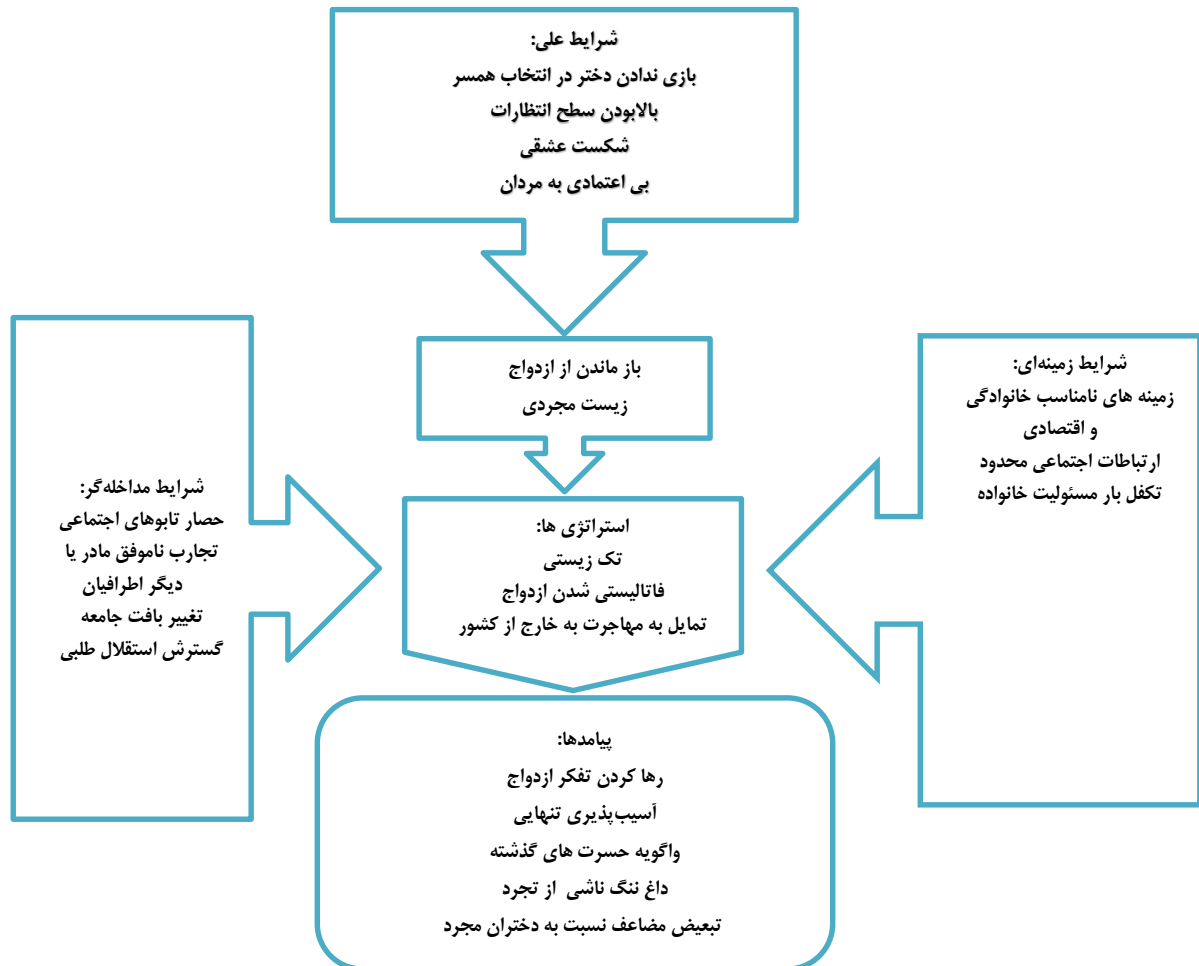 شرایط علی:
بازی ندادن دختر در انتخاب همسر
بالابودن سطح انتظارات
شکست عشقی
بی اعتمادی به مردان
باز ماندن از ازدواج
زیست مجردی
شرایط زمینه‌ای:
زمینه های نامناسب خانوادگی
و اقتصادی
ارتباطات اجتماعی محدود
تکفل بار مسئولیت خانواده
استراتژی ها:
تک زیستی
فاتالیستی شدن ازدواج
تمایل به مهاجرت به خارج از کشور
شرایط مداخله‌گر:
حصار تابوهای اجتماعی
تجارب ناموفق مادر یا
دیگر اطرافیان
تغییر بافت جامعه
گسترش استقلال طلبی
پیامدها:
رها کردن تفکر ازدواج
آسیب‌پذیری تنهایی
واگویه حسرت های گذشته
داغ ننگ ناشی از تجرد
تبعیض مضاعف نسبت به دختران مجرد